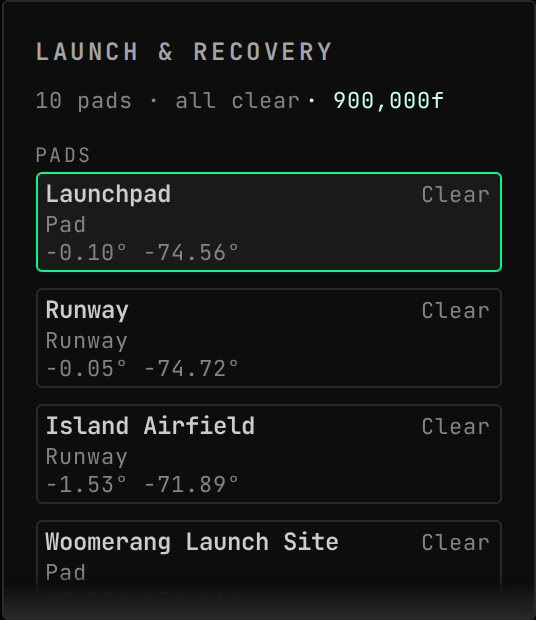 LAUNCH & RECOVERY
10 pads · all clear · 900,000f
PADS
Launchpad Clear
Pad
-0.10° -74.56°
Runway Clear
Runway
-0.05° -74.72°
Island Airfield Clear
Runway
-1.53° -71.89°
Woomerang Launch Site Clear
Pad